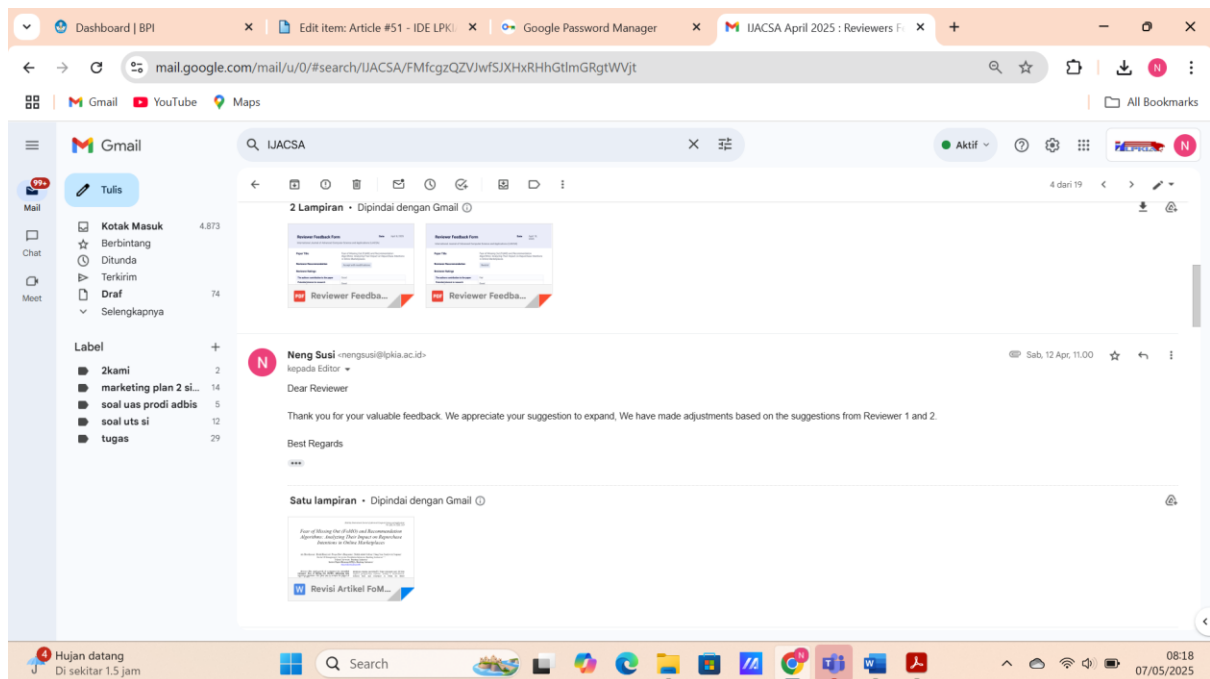 Dashboard | BPI
Edit item: Article #51 - IDE LPKI
Google Password Manager
IJACSA April 2025 : Reviewers F
mail.google.com/mail/u/0/#search/IJACSA/FMfcgzQZVJwfSJXHxRHhGtlmGRgtWVjt
N
Gmail
YouTube
Maps
All Bookmarks
Gmail
IJACSA
Aktif
LPKIA
N
99+
Mail
Chat
Meet
Tulis
Kotak Masuk 4.873
Berbintang
Ditunda
Terkirim
Draf 74
Selengkapnya
Label
2kami 2
marketing plan 2 si... 14
soal uas prodi adbis 5
soal uts si 12
tugas 29
4 dari 19
2 Lampiran • Dipindai dengan Gmail
Reviewer Feedback Form
Reviewer Feedback Form
PDF Reviewer Feedba...
PDF Reviewer Feedba...
N
Neng Susi <nengsusi@lpkia.ac.id>
Sab, 12 Apr, 11.00
kepada Editor
Dear Reviewer
Thank you for your valuable feedback. We appreciate your suggestion to expand, We have made adjustments based on the suggestions from Reviewer 1 and 2.
Best Regards
Satu lampiran • Dipindai dengan Gmail
Fear of Missing Out (FoMO) and Recommendation
Algorithms: Analyzing Their Impact on Repurchase
Intentions in Online Marketplaces
W Revisi Artikel FoM...
4
Hujan datang
Di sekitar 1.5 jam
Search
08:18
07/05/2025